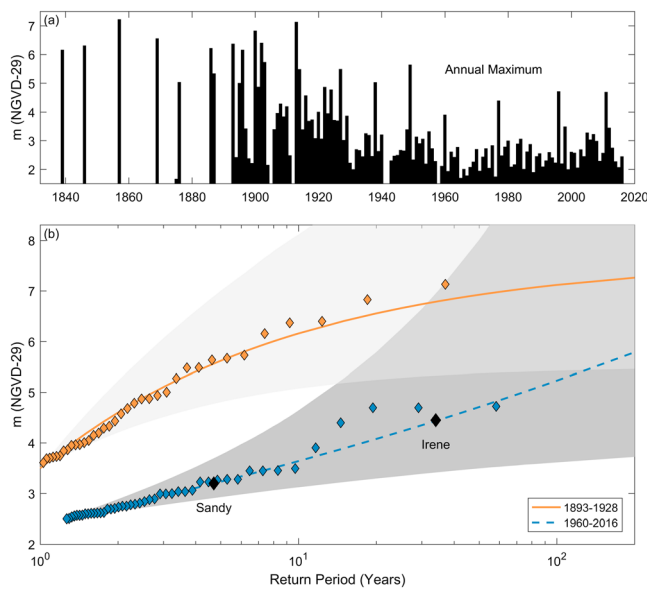 (a)
7
6
5
4
3
2
m (NGVD-29)
Annual Maximum
1840 1860 1880 1900 1920 1940 1960 1980 2000 2020
(b)
8
7
6
5
4
3
2
m (NGVD-29)
Irene
Sandy
1893-1928
1960-2016
10^0 10^1 10^2
Return Period (Years)